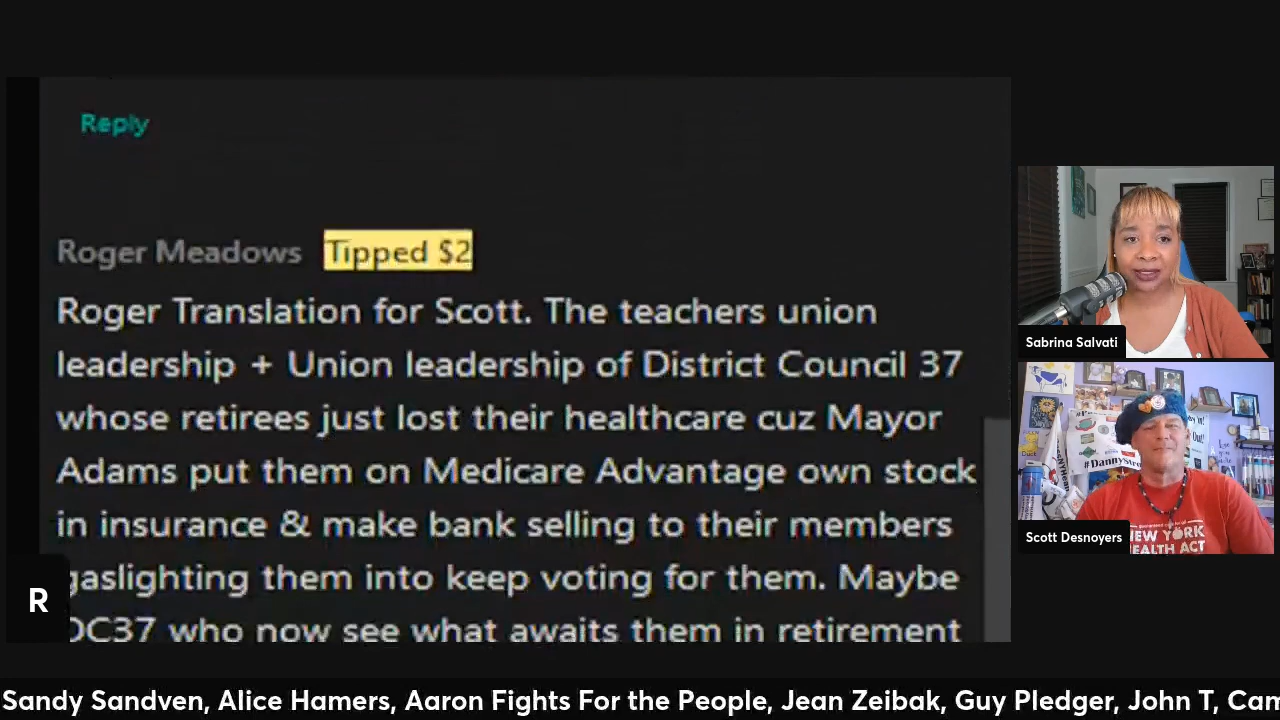 Reply
Roger Meadows Tipped $2
Roger Translation for Scott. The teachers union
leadership + Union leadership of District Council 37
whose retirees just lost their healthcare cuz Mayor
Adams put them on Medicare Advantage own stock
in insurance & make bank selling to their members
gaslighting them into keep voting for them. Maybe
DC37 who now see what awaits them in retirement
R
Sabrina Salvati
#DannyStro
NEW YORK
HEALTH ACT
Scott Desnoyers
Sandy Sandven, Alice Hamers, Aaron Fights For the People, Jean Zeibak, Guy Pledger, John T, Can